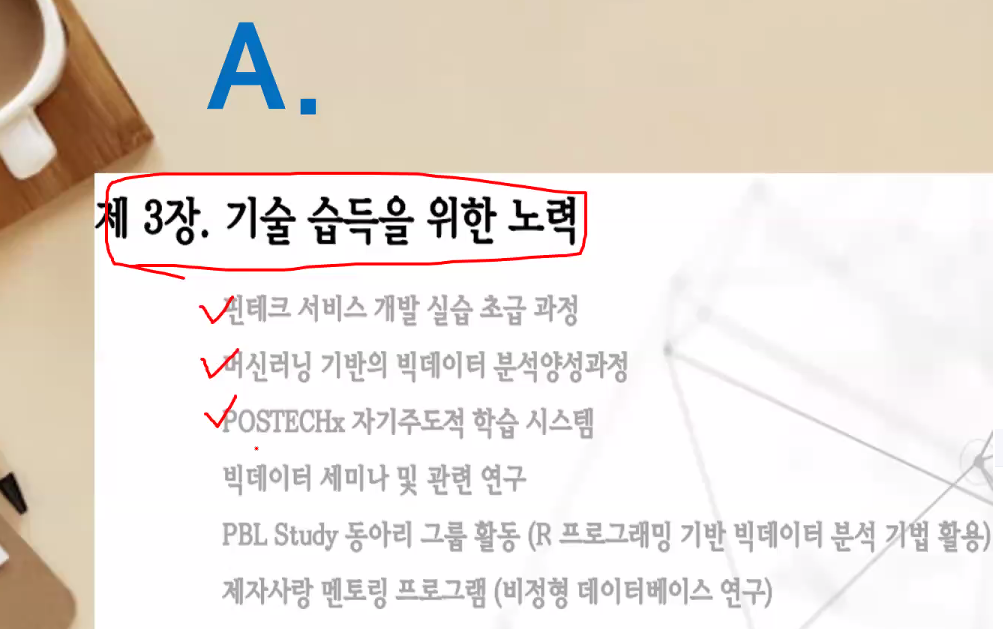 A.
제 3장. 기술 습득을 위한 노력
핀테크 서비스 개발 실습 초급 과정
머신러닝 기반의 빅데이터 분석양성과정
POSTECHx 자기주도적 학습 시스템
빅데이터 세미나 및 관련 연구
PBL Study 동아리 그룹 활동 (R 프로그래밍 기반 빅데이터 분석 기법 활용)
제자사랑 멘토링 프로그램 (비정형 데이터베이스 연구)